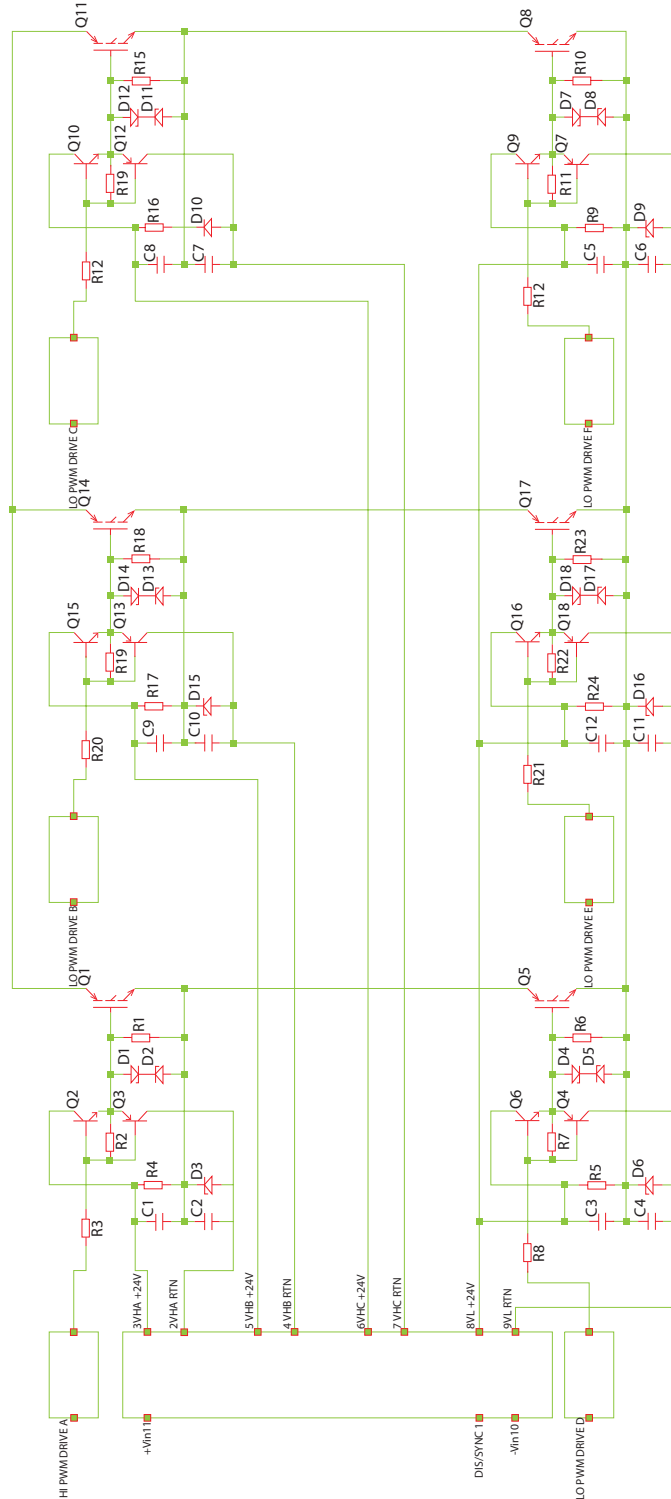 Q11
Q8
R15
R10
D12
D11
D7
D8
Q10
Q12
Q9
Q7
R19
R11
R16
D10
R9
D9
C8
C7
C5
C6
R12
R12
LO PWM DRIVE C
LO PWM DRIVE F
Q14
Q17
R18
R23
D14
D13
D18
D17
Q15
Q13
Q16
Q18
R19
R22
R17
D15
R24
D16
C9
C10
C12
C11
R20
R21
LO PWM DRIVE B
LO PWM DRIVE E
Q1
Q5
R1
R6
D1
D2
D4
D5
Q2
Q3
Q6
Q4
R2
R7
R4
D3
R5
D6
C1
C2
C3
C4
R3
R8
3VHA +24V
2VHA RTN
5 VHB +24V
4 VHB RTN
6VHC +24V
7 VHC RTN
8VL +24V
9VL RTN
HI PWM DRIVE A
+Vin11
DIS/SYNC 1
-Vin10
LO PWM DRIVE D